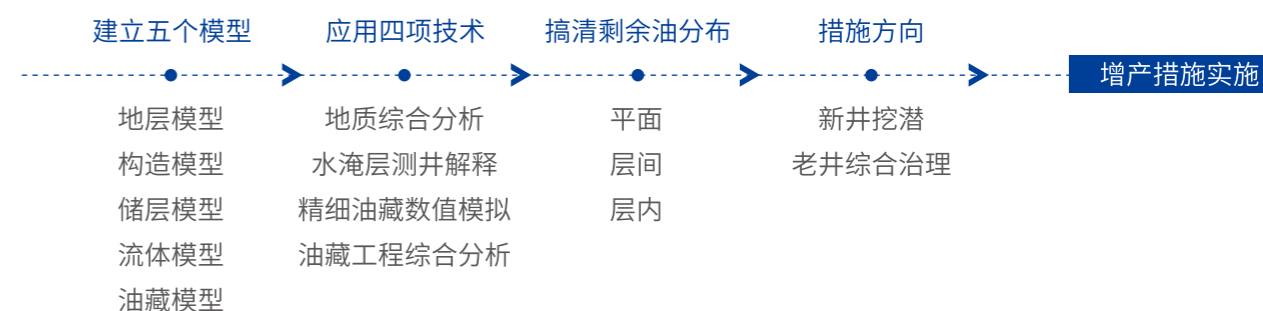 建立五个模型
应用四项技术
搞清剩余油分布
措施方向
增产措施实施
地层模型
构造模型
储层模型
流体模型
油藏模型
地质综合分析
水淹层测井解释
精细油藏数值模拟
油藏工程综合分析
平面
层间
层内
新井挖潜
老井综合治理